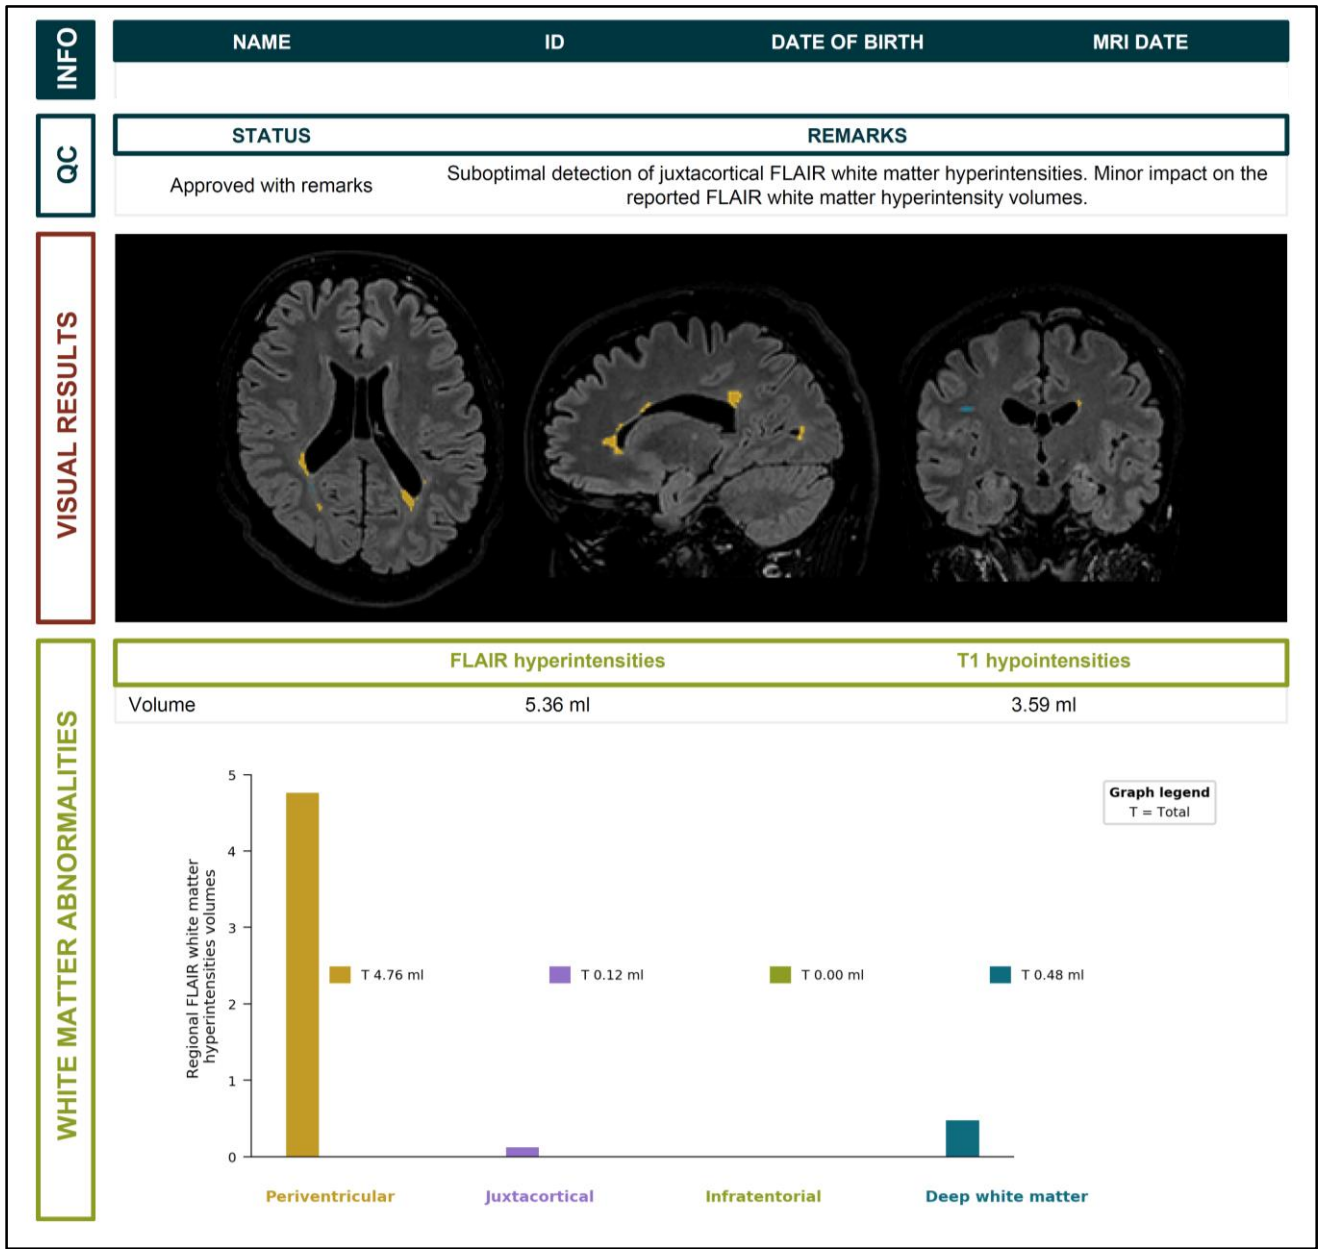 INFO
NAME ID DATE OF BIRTH MRI DATE
QC
STATUS REMARKS
Approved with remarks
Suboptimal detection of juxtacortical FLAIR white matter hyperintensities. Minor impact on the
reported FLAIR white matter hyperintensity volumes.
VISUAL RESULTS
WHITE MATTER ABNORMALITIES
FLAIR hyperintensities T1 hypointensities
Volume 5.36 ml 3.59 ml
Graph legend
T = Total
Regional FLAIR white matter
hyperintensities volumes
5
4
3
2
1
0
T 4.76 ml T 0.12 ml T 0.00 ml T 0.48 ml
Periventricular Juxtacortical Infratentorial Deep white matter